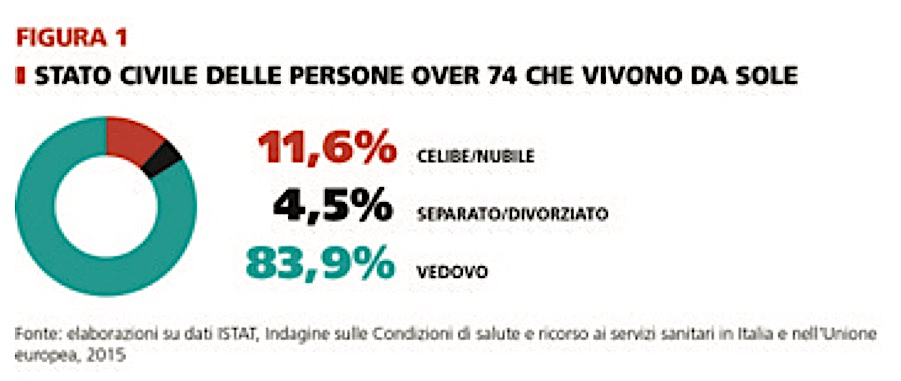 FIGURA 1
STATO CIVILE DELLE PERSONE OVER 74 CHE VIVONO DA SOLE
11,6% CELIBE/NUBILE
4,5% SEPARATO/DIVORZIATO
83,9% VEDOVO
Fonte: elaborazioni su dati ISTAT, Indagine sulle Condizioni di salute e ricorso ai servizi sanitari in Italia e nell'Unione
europea, 2015